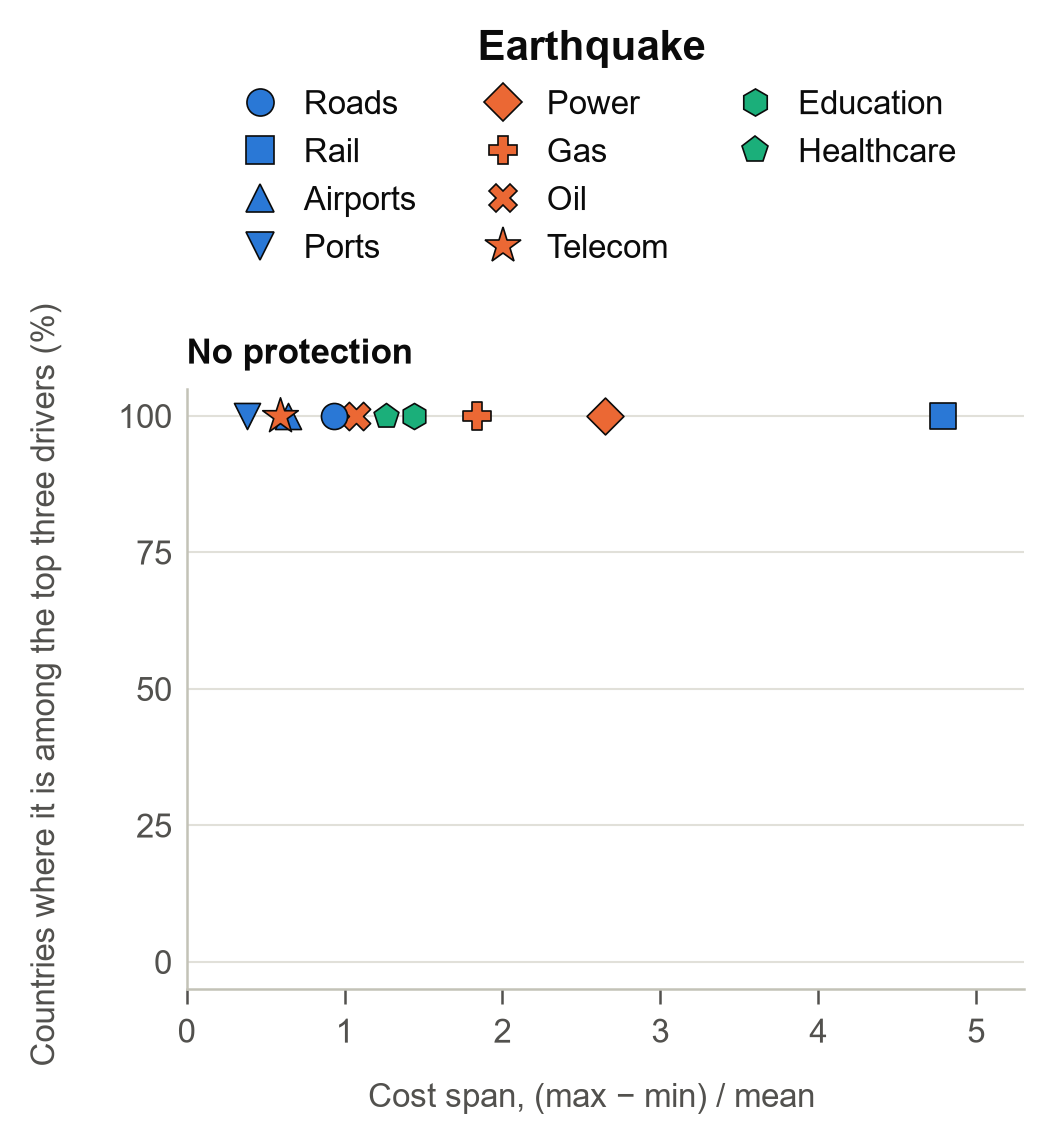 Earthquake
Roads
Power
Education
Rail
Gas
Healthcare
Airports
Oil
Ports
Telecom
No protection
Countries where it is among the top three drivers (%)
100
75
50
25
0
0 1 2 3 4 5
Cost span, (max − min) / mean